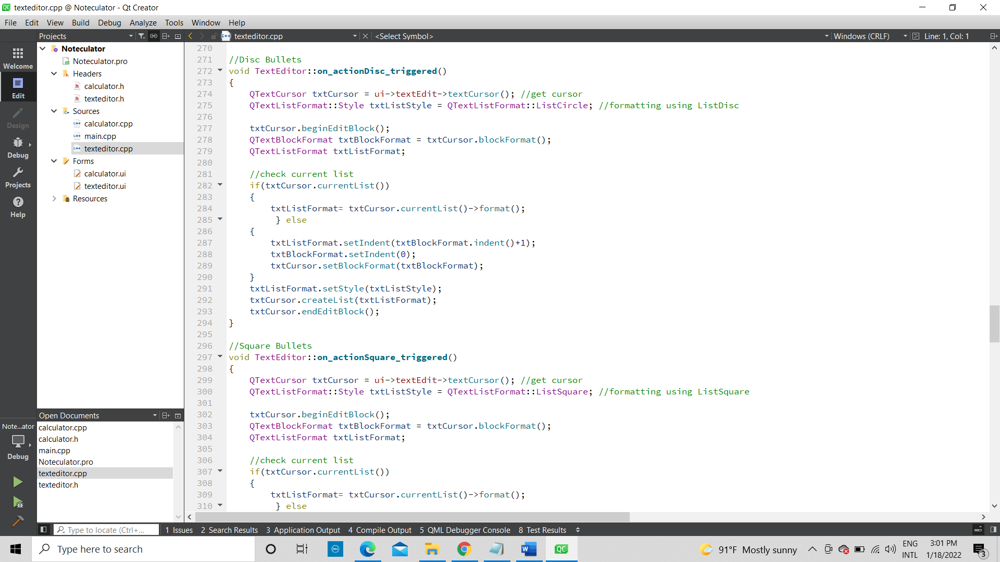 texteditor.cpp @ Noteculator - Qt Creator
File Edit View Build Debug Analyze Tools Window Help
Projects
texteditor.cpp
<Select Symbol>
Windows (CRLF)
Line: 1, Col: 1
Welcome
Edit
Design
Debug
Projects
Help
Noteculator
Noteculator.pro
Headers
calculator.h
texteditor.h
Sources
calculator.cpp
main.cpp
texteditor.cpp
Forms
calculator.ui
texteditor.ui
Resources
270
271 //Disc Bullets
272 void TextEditor::on_actionDisc_triggered()
273 {
274 QTextCursor txtCursor = ui->textEdit->textCursor(); //get cursor
275 QTextListFormat::Style txtListStyle = QTextListFormat::ListCircle; //formatting using ListDisc
276
277 txtCursor.beginEditBlock();
278 QTextBlockFormat txtBlockFormat = txtCursor.blockFormat();
279 QTextListFormat txtListFormat;
280
281 //check current list
282 if(txtCursor.currentList())
283 {
284 txtListFormat= txtCursor.currentList()->format();
285 } else
286 {
287 txtListFormat.setIndent(txtBlockFormat.indent()+1);
288 txtBlockFormat.setIndent(0);
289 txtCursor.setBlockFormat(txtBlockFormat);
290 }
291 txtListFormat.setStyle(txtListStyle);
292 txtCursor.createList(txtListFormat);
293 txtCursor.endEditBlock();
294 }
295
296 //Square Bullets
297 void TextEditor::on_actionSquare_triggered()
298 {
299 QTextCursor txtCursor = ui->textEdit->textCursor(); //get cursor
300 QTextListFormat::Style txtListStyle = QTextListFormat::ListSquare; //formatting using ListSquare
301
302 txtCursor.beginEditBlock();
303 QTextBlockFormat txtBlockFormat = txtCursor.blockFormat();
304 QTextListFormat txtListFormat;
305
306 //check current list
307 if(txtCursor.currentList())
308 {
309 txtListFormat= txtCursor.currentList()->format();
310 } else
Open Documents
calculator.cpp
calculator.h
main.cpp
Noteculator.pro
texteditor.cpp
texteditor.h
Note...ator
Debug
Type to locate (Ctrl+...
1 Issues 2 Search Results 3 Application Output 4 Compile Output 5 QML Debugger Console 8 Test Results
Type here to search
91°F Mostly sunny
ENG
INTL
3:01 PM
1/18/2022
3